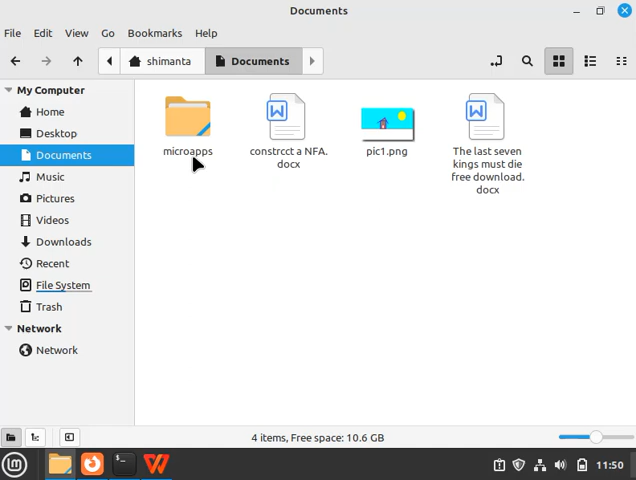 Documents
File Edit View Go Bookmarks Help
shimanta Documents
My Computer
Home
Desktop
Documents
Music
Pictures
Videos
Downloads
Recent
File System
Trash
Network
Network
microapps
constrcct a NFA.
docx
pic1.png
The last seven
kings must die
free download.
docx
4 items, Free space: 10.6 GB
11:50